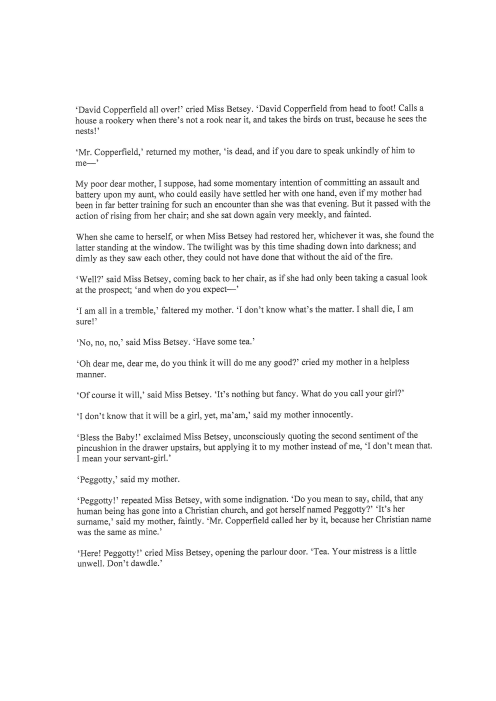 ‘David Copperfield all over!’ cried Miss Betsey. ‘David Copperfield from head to foot! Calls a
house a rookery when there’s not a rook near it, and takes the birds on trust, because he sees the
nests!’
‘Mr. Copperfield,’ returned my mother, ‘is dead, and if you dare to speak unkindly of him to
me—’
My poor dear mother, I suppose, had some momentary intention of committing an assault and
battery upon my aunt, who could easily have settled her with one hand, even if my mother had
been in far better training for such an encounter than she was that evening. But it passed with the
action of rising from her chair; and she sat down again very meekly, and fainted.
When she came to herself, or when Miss Betsey had restored her, whichever it was, she found the
latter standing at the window. The twilight was by this time shading down into darkness; and
dimly as they saw each other, they could not have done that without the aid of the fire.
‘Well?’ said Miss Betsey, coming back to her chair, as if she had only been taking a casual look
at the prospect; ‘and when do you expect—’
‘I am all in a tremble,’ faltered my mother. ‘I don’t know what’s the matter. I shall die, I am
sure!’
‘No, no, no,’ said Miss Betsey. ‘Have some tea.’
‘Oh dear me, dear me, do you think it will do me any good?’ cried my mother in a helpless
manner.
‘Of course it will,’ said Miss Betsey. ‘It’s nothing but fancy. What do you call your girl?’
‘I don’t know that it will be a girl, yet, ma’am,’ said my mother innocently.
‘Bless the Baby!’ exclaimed Miss Betsey, unconsciously quoting the second sentiment of the
pincushion in the drawer upstairs, but applying it to my mother instead of me, ‘I don’t mean that.
I mean your servant-girl.’
‘Peggotty,’ said my mother.
‘Peggotty!’ repeated Miss Betsey, with some indignation. ‘Do you mean to say, child, that any
human being has gone into a Christian church, and got herself named Peggotty?’ ‘It’s her
surname,’ said my mother, faintly. ‘Mr. Copperfield called her by it, because her Christian name
was the same as mine.’
‘Here! Peggotty!’ cried Miss Betsey, opening the parlour door. ‘Tea. Your mistress is a little
unwell. Don’t dawdle.’